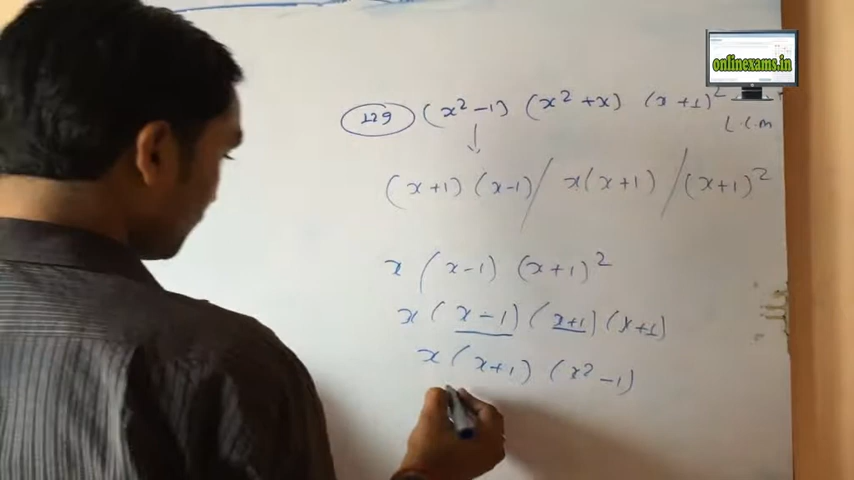 onlinexams.in
129 (x² -1) (x² +x) (x +1)²
L.C.M
(x+1) (x-1) / x(x+1) / (x+1)²
x (x-1) (x+1)²
x (x-1) (x+1) (x+1)
x (x+1) (x² -1)